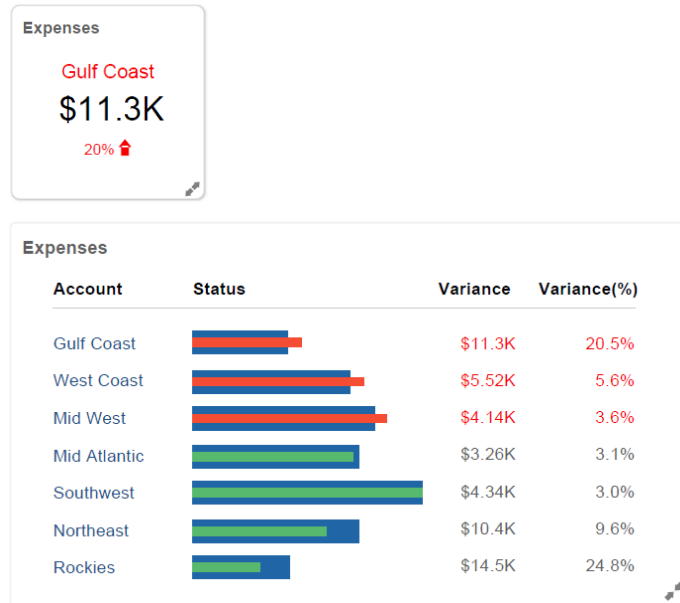 Expenses
Gulf Coast
$11.3K
20%
Expenses
Account Status Variance Variance(%)
Gulf Coast $11.3K 20.5%
West Coast $5.52K 5.6%
Mid West $4.14K 3.6%
Mid Atlantic $3.26K 3.1%
Southwest $4.34K 3.0%
Northeast $10.4K 9.6%
Rockies $14.5K 24.8%